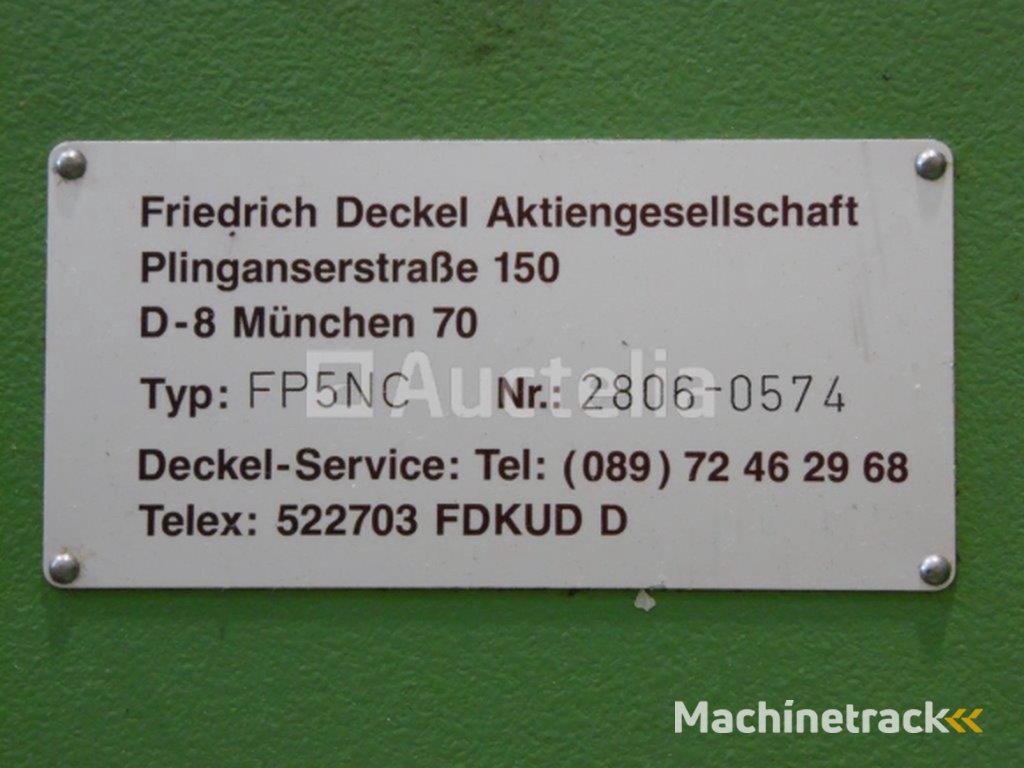 Friedrich Deckel Aktiengesellschaft
Plinganserstraße 150
D-8 München 70
Typ: FP5NC Nr.: 2806-0574
Auctelia
Deckel-Service: Tel: (089) 72 46 29 68
Telex: 522703 FDKUD D
Machinetrack